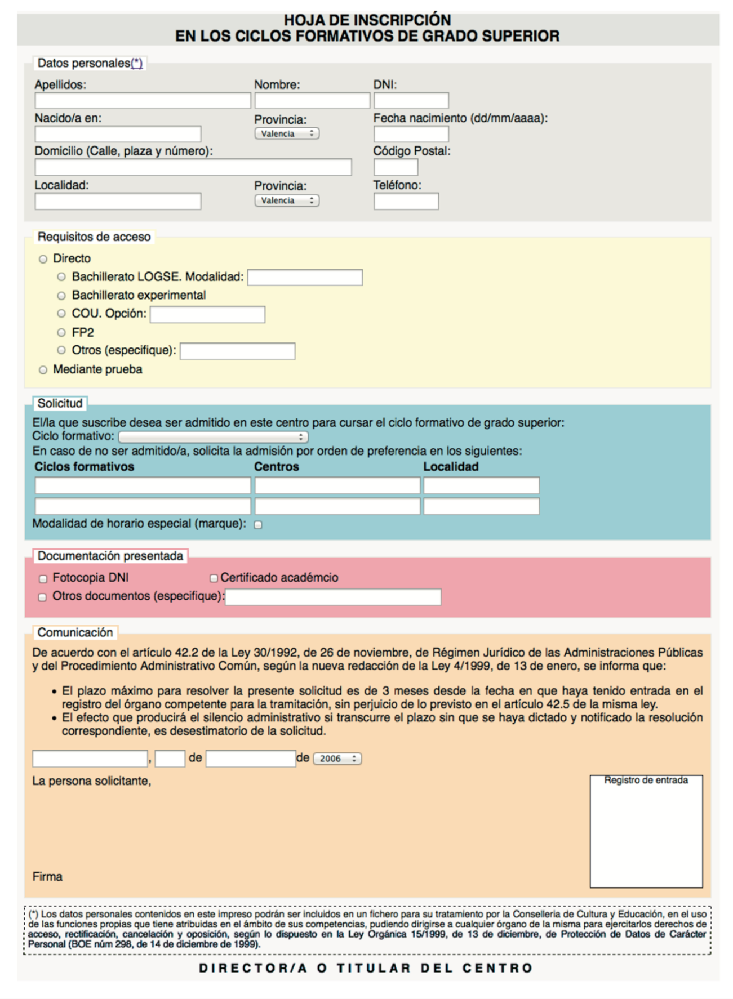 HOJA DE INSCRIPCIÓN
EN LOS CICLOS FORMATIVOS DE GRADO SUPERIOR
Datos personales(*)
Apellidos: Nombre: DNI:
Nacido/a en: Provincia: Fecha nacimiento (dd/mm/aaaa):
Valencia
Domicilio (Calle, plaza y número): Código Postal:
Localidad: Provincia: Teléfono:
Valencia
Requisitos de acceso
Directo
Bachillerato LOGSE. Modalidad:
Bachillerato experimental
COU. Opción:
FP2
Otros (especifique):
Mediante prueba
Solicitud
El/la que suscribe desea ser admitido en este centro para cursar el ciclo formativo de grado superior:
Ciclo formativo:
En caso de no ser admitido/a, solicita la admisión por orden de preferencia en los siguientes:
Ciclos formativos Centros Localidad
Modalidad de horario especial (marque):
Documentación presentada
Fotocopia DNI Certificado académcio
Otros documentos (especifique):
Comunicación
De acuerdo con el artículo 42.2 de la Ley 30/1992, de 26 de noviembre, de Régimen Jurídico de las Administraciones Públicas
y del Procedimiento Administrativo Común, según la nueva redacción de la Ley 4/1999, de 13 de enero, se informa que:
• El plazo máximo para resolver la presente solicitud es de 3 meses desde la fecha en que haya tenido entrada en el
registro del órgano competente para la tramitación, sin perjuicio de lo previsto en el artículo 42.5 de la misma ley.
• El efecto que producirá el silencio administrativo si transcurre el plazo sin que se haya dictado y notificado la resolución
correspondiente, es desestimatorio de la solicitud.
, de de 2006
La persona solicitante,
Registro de entrada
Firma
(*) Los datos personales contenidos en este impreso podrán ser incluidos en un fichero para su tratamiento por la Conselleria de Cultura y Educación, en el uso
de las funciones propias que tiene atribuidas en el ámbito de sus competencias, pudiendo dirigirse a cualquier órgano de la misma para ejercitarlos derechos de
acceso, rectificación, cancelación y oposición, según lo dispuesto en la Ley Orgánica 15/1999, de 13 de diciembre, de Protección de Datos de Carácter
Personal (BOE núm 298, de 14 de diciembre de 1999).
DIRECTOR/A O TITULAR DEL CENTRO